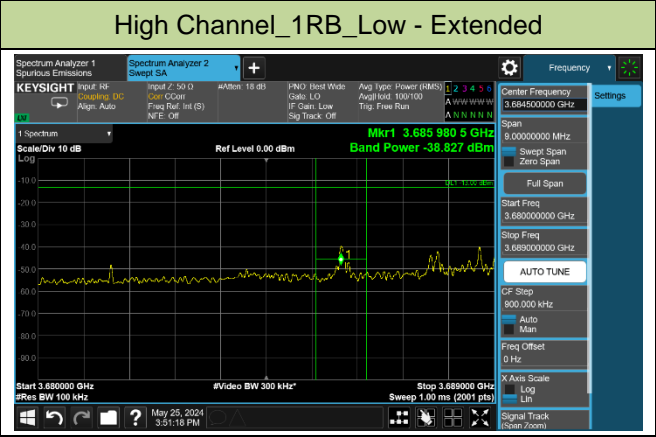 High Channel_1RB_Low - Extended
Spectrum Analyzer 1
Spurious Emissions
Spectrum Analyzer 2
Swept SA
+
Frequency
KEYSIGHT
Input: RF
Coupling: DC
Align: Auto
Input Z: 50 Ω
Corr CCorr
Freq Ref: Int (S)
NFE: Off
#Atten: 18 dB
PNO: Best Wide
Gate: LO
IF Gain: Low
Sig Track: Off
Avg Type: Power (RMS)
Avg|Hold: 100/100
Trig: Free Run
1 2 3 4 5 6
A W W W W W
A N N N N N
LW
1 Spectrum
Scale/Div 10 dB
Log
Ref Level 0.00 dBm
Mkr1 3.685 980 5 GHz
Band Power -38.827 dBm
DL1 -13.00 dBm
-10.0
-20.0
-30.0
-40.0
-50.0
-60.0
-70.0
-80.0
-90.0
1
Start 3.680000 GHz
#Res BW 100 kHz
#Video BW 300 kHz*
Stop 3.689000 GHz
Sweep 1.00 ms (2001 pts)
Center Frequency
3.684500000 GHz
Settings
Span
9.00000000 MHz
Swept Span
Zero Span
Full Span
Start Freq
3.680000000 GHz
Stop Freq
3.689000000 GHz
AUTO TUNE
CF Step
900.000 kHz
Auto
Man
Freq Offset
0 Hz
X Axis Scale
Log
Lin
Signal Track
(Span Zoom)
?
May 25, 2024
3:51:18 PM